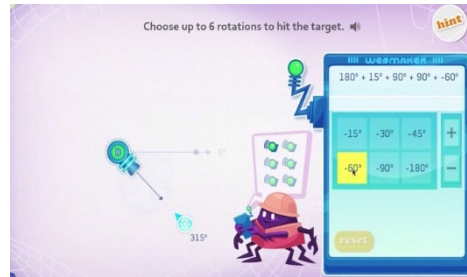 Choose up to 6 rotations to hit the target.
hint
WEBMAKER
180° + 15° + 90° + 90° + -60°
-15° -30° -45° +
-60° -90° -180° −
0°
315°
reset